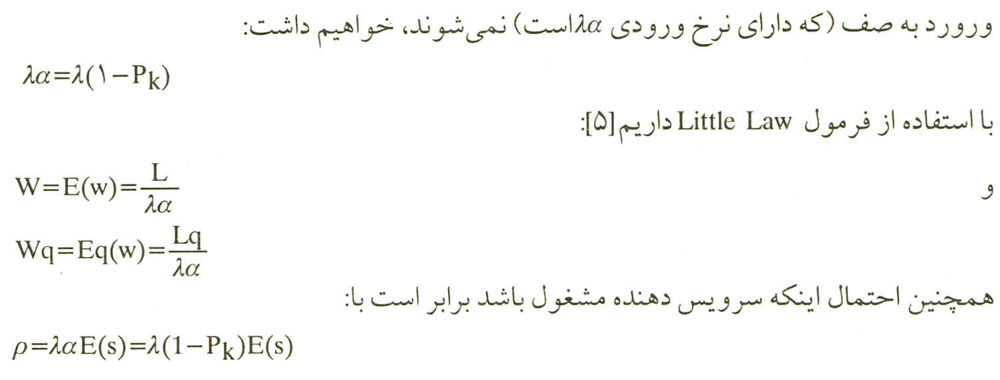 ورورد به صف (که دارای نرخ ورودی λα است) نمی‌شوند، خواهیم داشت:
λα=λ(۱−Pk)
با استفاده از فرمول Little Law داریم[۵]:
W=E(w)=L/λα و
Wq=Eq(w)=Lq/λα
همچنین احتمال اینکه سرویس دهنده مشغول باشد برابر است با:
ρ=λαE(s)=λ(1−Pk)E(s)